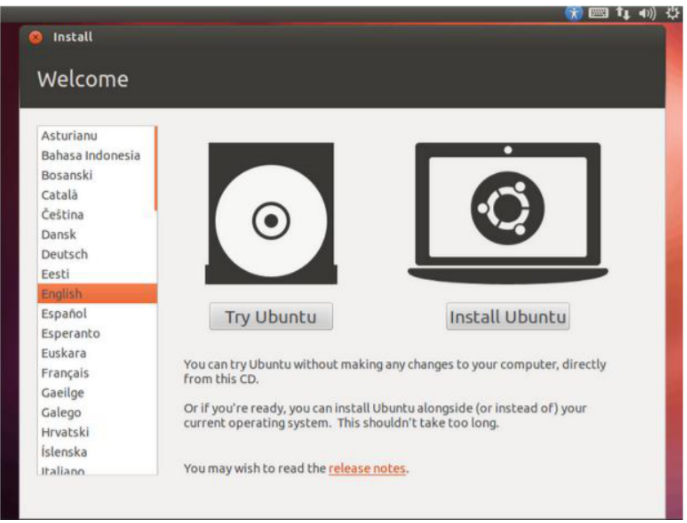 Install
Welcome
Asturianu
Bahasa Indonesia
Bosanski
Català
Čeština
Dansk
Deutsch
Eesti
English
Español
Esperanto
Euskara
Français
Gaeilge
Galego
Hrvatski
Íslenska
Italiano
Try Ubuntu
Install Ubuntu
You can try Ubuntu without making any changes to your computer, directly
from this CD.
Or if you're ready, you can install Ubuntu alongside (or instead of) your
current operating system. This shouldn't take too long.
You may wish to read the release notes.